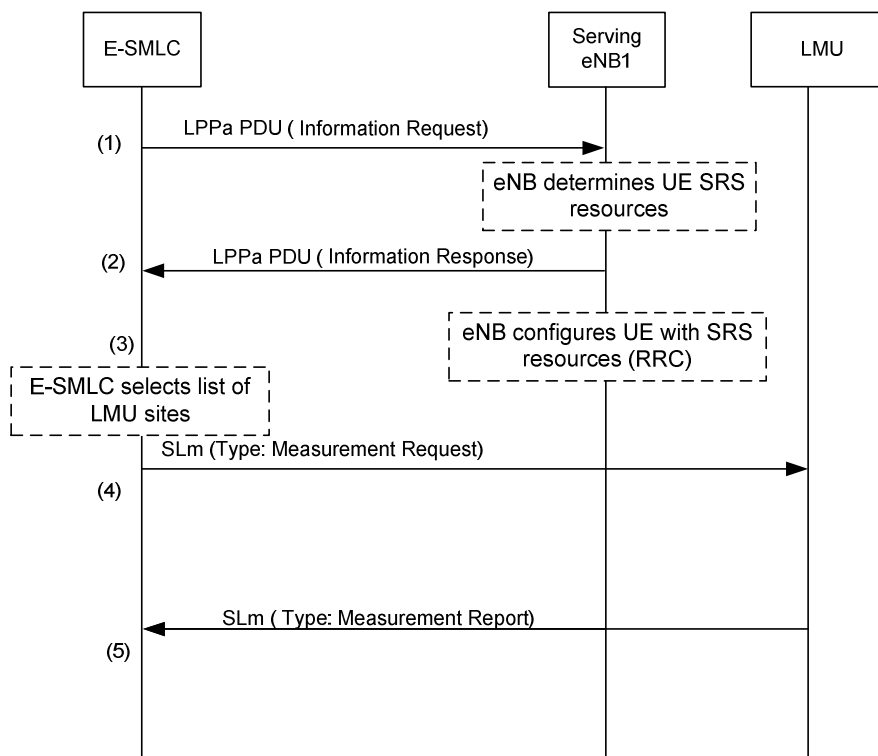 E-SMLC
Serving
eNB1
LMU
LPPa PDU ( Information Request)
(1)
eNB determines UE SRS
resources
LPPa PDU ( Information Response)
(2)
eNB configures UE with SRS
resources (RRC)
(3)
E-SMLC selects list of
LMU sites
SLm (Type: Measurement Request)
(4)
SLm ( Type: Measurement Report)
(5)